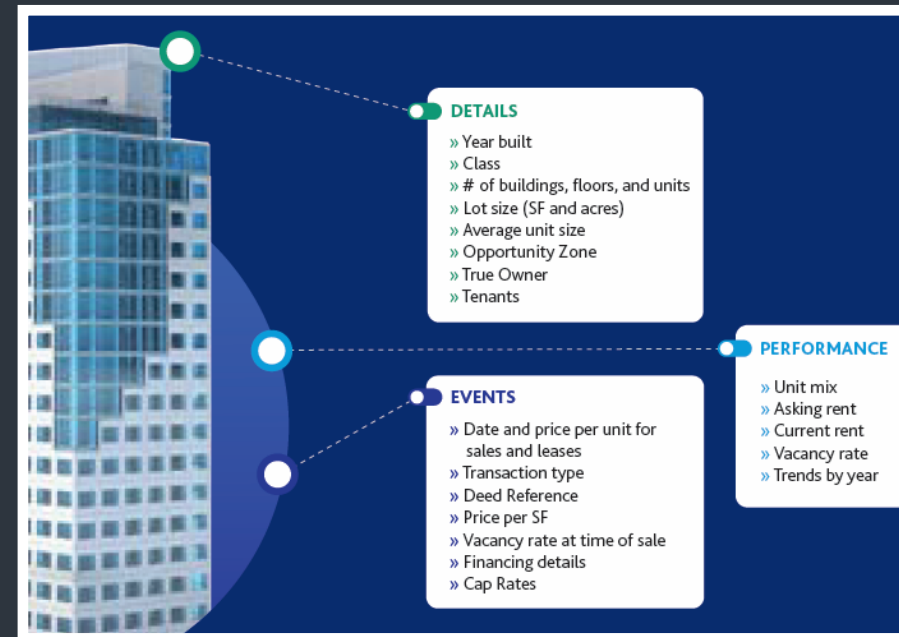 DETAILS
» Year built
» Class
» # of buildings, floors, and units
» Lot size (SF and acres)
» Average unit size
» Opportunity Zone
» True Owner
» Tenants
PERFORMANCE
» Unit mix
» Asking rent
» Current rent
» Vacancy rate
» Trends by year
EVENTS
» Date and price per unit for
sales and leases
» Transaction type
» Deed Reference
» Price per SF
» Vacancy rate at time of sale
» Financing details
» Cap Rates